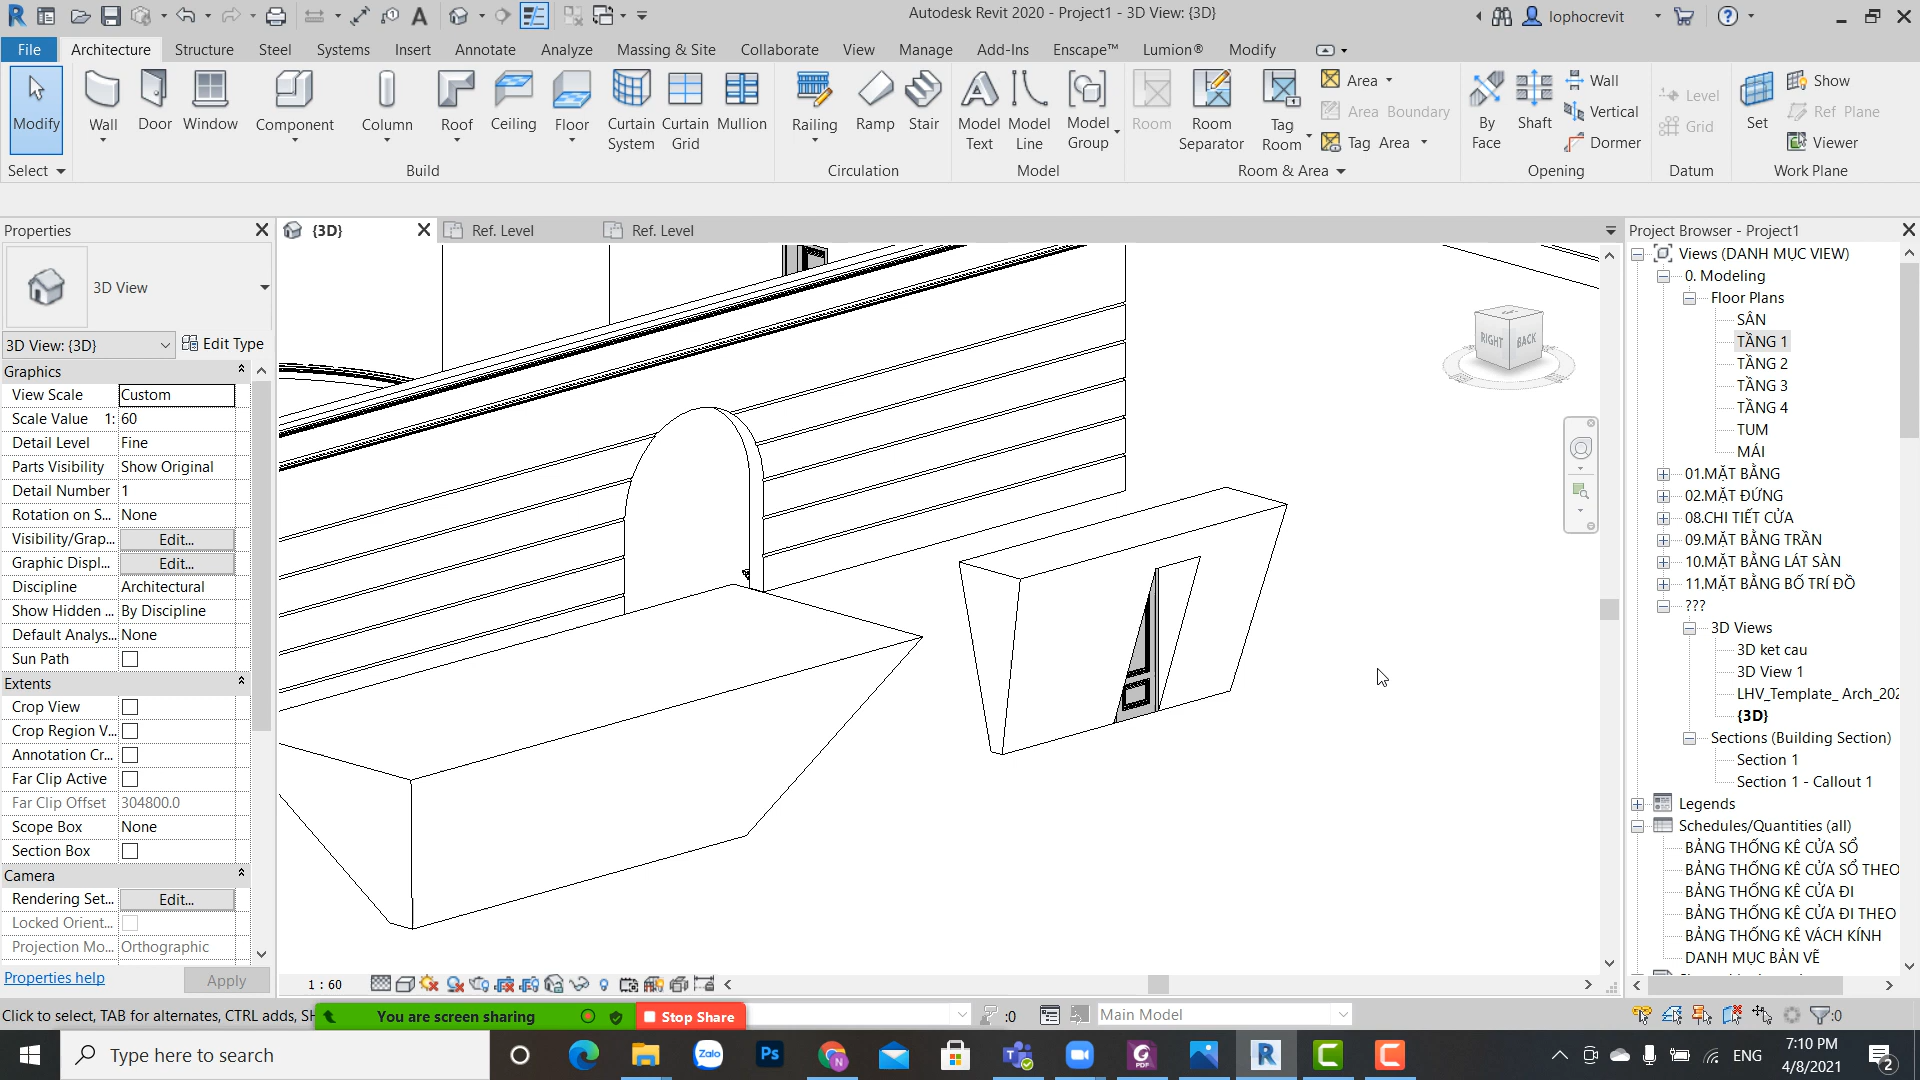 Autodesk Revit 2020 - Project1 - 3D View: {3D}
lophocrevit
File Architecture Structure Steel Systems Insert Annotate Analyze Massing & Site Collaborate View Manage Add-Ins Enscape™ Lumion® Modify
Modify Wall Door Window Component Column Roof Ceiling Floor Curtain System Curtain Grid Mullion Railing Ramp Stair Model Text Model Line Model Group Room Room Separator Tag Room
Area
Area Boundary
Tag Area
By Face Shaft
Wall
Vertical
Dormer
Level
Grid
Set
Show
Ref Plane
Viewer
Select Build Circulation Model Room & Area Opening Datum Work Plane
Properties
3D View
3D View: {3D} Edit Type
Graphics
View Scale Custom
Scale Value 1: 60
Detail Level Fine
Parts Visibility Show Original
Detail Number 1
Rotation on S... None
Visibility/Grap... Edit...
Graphic Displ... Edit...
Discipline Architectural
Show Hidden ... By Discipline
Default Analys... None
Sun Path
Extents
Crop View
Crop Region V...
Annotation Cr...
Far Clip Active
Far Clip Offset 304800.0
Scope Box None
Section Box
Camera
Rendering Set... Edit...
Locked Orient...
Projection Mo... Orthographic
Properties help Apply
{3D} Ref. Level Ref. Level
RIGHT BACK
1 : 60
Project Browser - Project1
Views (DANH MỤC VIEW)
0. Modeling
Floor Plans
SÂN
TẦNG 1
TẦNG 2
TẦNG 3
TẦNG 4
TUM
MÁI
01.MẶT BẰNG
02.MẶT ĐỨNG
08.CHI TIẾT CỬA
09.MẶT BẰNG TRẦN
10.MẶT BẰNG LÁT SÀN
11.MẶT BẰNG BỐ TRÍ ĐỒ
???
3D Views
3D ket cau
3D View 1
LHV_Template_ Arch_202
{3D}
Sections (Building Section)
Section 1
Section 1 - Callout 1
Legends
Schedules/Quantities (all)
BẢNG THỐNG KÊ CỬA SỔ
BẢNG THỐNG KÊ CỬA SỔ THEO
BẢNG THỐNG KÊ CỬA ĐI
BẢNG THỐNG KÊ CỬA ĐI THEO
BẢNG THỐNG KÊ VÁCH KÍNH
DANH MỤC BẢN VẼ
Click to select, TAB for alternates, CTRL adds, SH
You are screen sharing Stop Share
:0 Main Model :0
Type here to search
Zalo Ps N PDF R C C
ENG
7:10 PM
4/8/2021
2